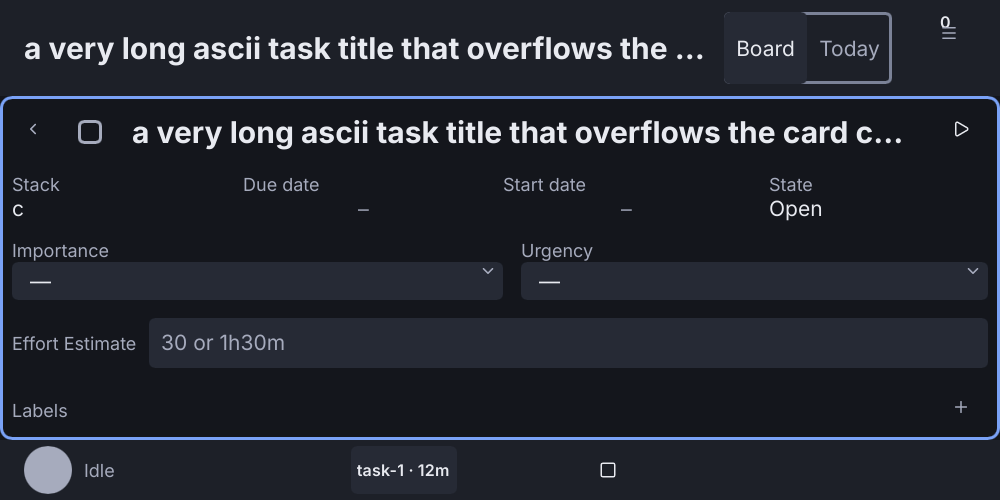 a very long ascii task title that overflows the … Board Today 0
a very long ascii task title that overflows the card c…
Stack Due date Start date State
c – – Open
Importance Urgency
— —
Effort Estimate 30 or 1h30m
Labels +
Idle task-1 · 12m